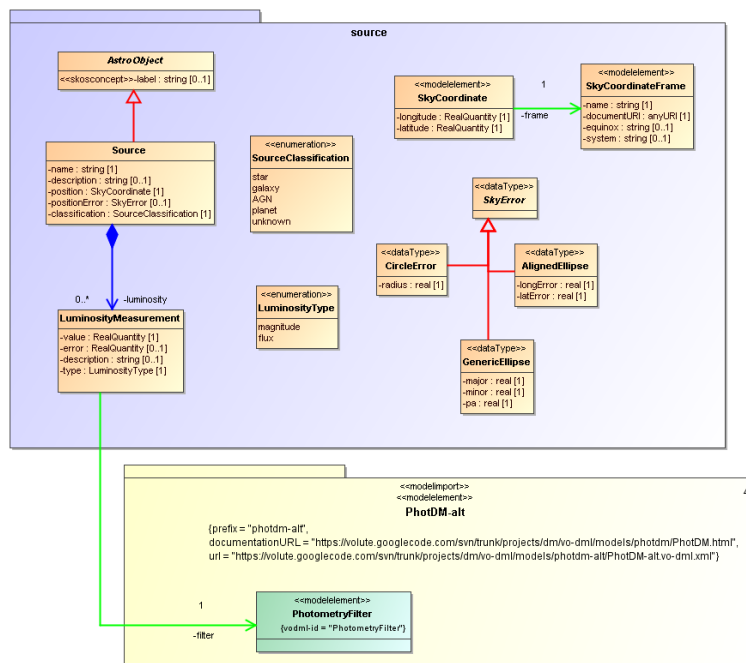 source
AstroObject
<<skosconcept>>-label : string [0..1]
Source
-name : string [1]
-description : string [0..1]
-position : SkyCoordinate [1]
-positionError : SkyError [0..1]
-classification : SourceClassification [1]
0..*
-luminosity
LuminosityMeasurement
-value : RealQuantity [1]
-error : RealQuantity [0..1]
-description : string [0..1]
-type : LuminosityType [1]
<<enumeration>>
SourceClassification
star
galaxy
AGN
planet
unknown
<<enumeration>>
LuminosityType
magnitude
flux
<<modelelement>>
SkyCoordinate
-longitude : RealQuantity [1]
-latitude : RealQuantity [1]
1
-frame
<<modelelement>>
SkyCoordinateFrame
-name : string [1]
-documentURI : anyURI [1]
-equinox : string [0..1]
-system : string [0..1]
<<dataType>>
SkyError
<<dataType>>
CircleError
-radius : real [1]
<<dataType>>
AlignedEllipse
-longError : real [1]
-latError : real [1]
<<dataType>>
GenericEllipse
-major : real [1]
-minor : real [1]
-pa : real [1]
<<modelimport>>
<<modelelement>>
PhotDM-alt
{prefix = "photdm-alt",
documentationURL = "https://volute.googlecode.com/svn/trunk/projects/dm/vo-dml/models/photdm/PhotDM.html",
url = "https://volute.googlecode.com/svn/trunk/projects/dm/vo-dml/models/photdm-alt/PhotDM-alt.vo-dml.xml"}
1
-filter
<<modelelement>>
PhotometryFilter
{vodml-id = "PhotometryFilter"}